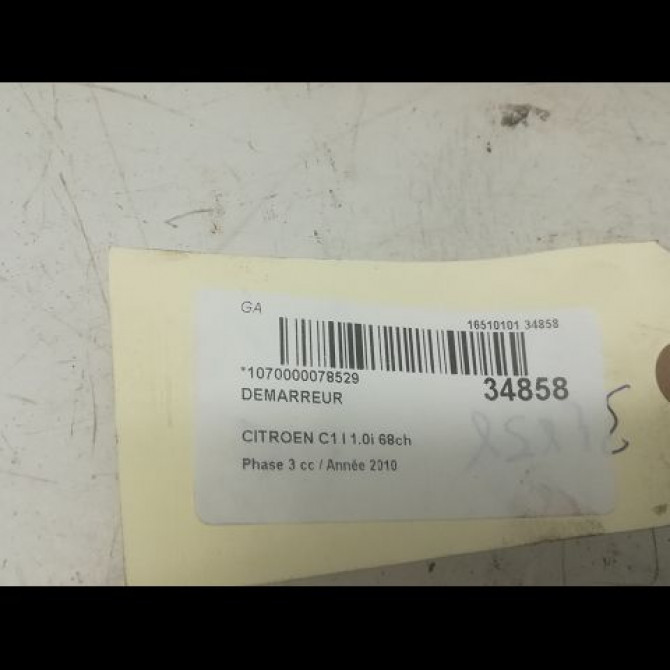 GA
16510101 34858
*1070000078529
34858
DEMARREUR
CITROEN C1 I 1.0i 68ch
Phase 3 cc / Année 2010